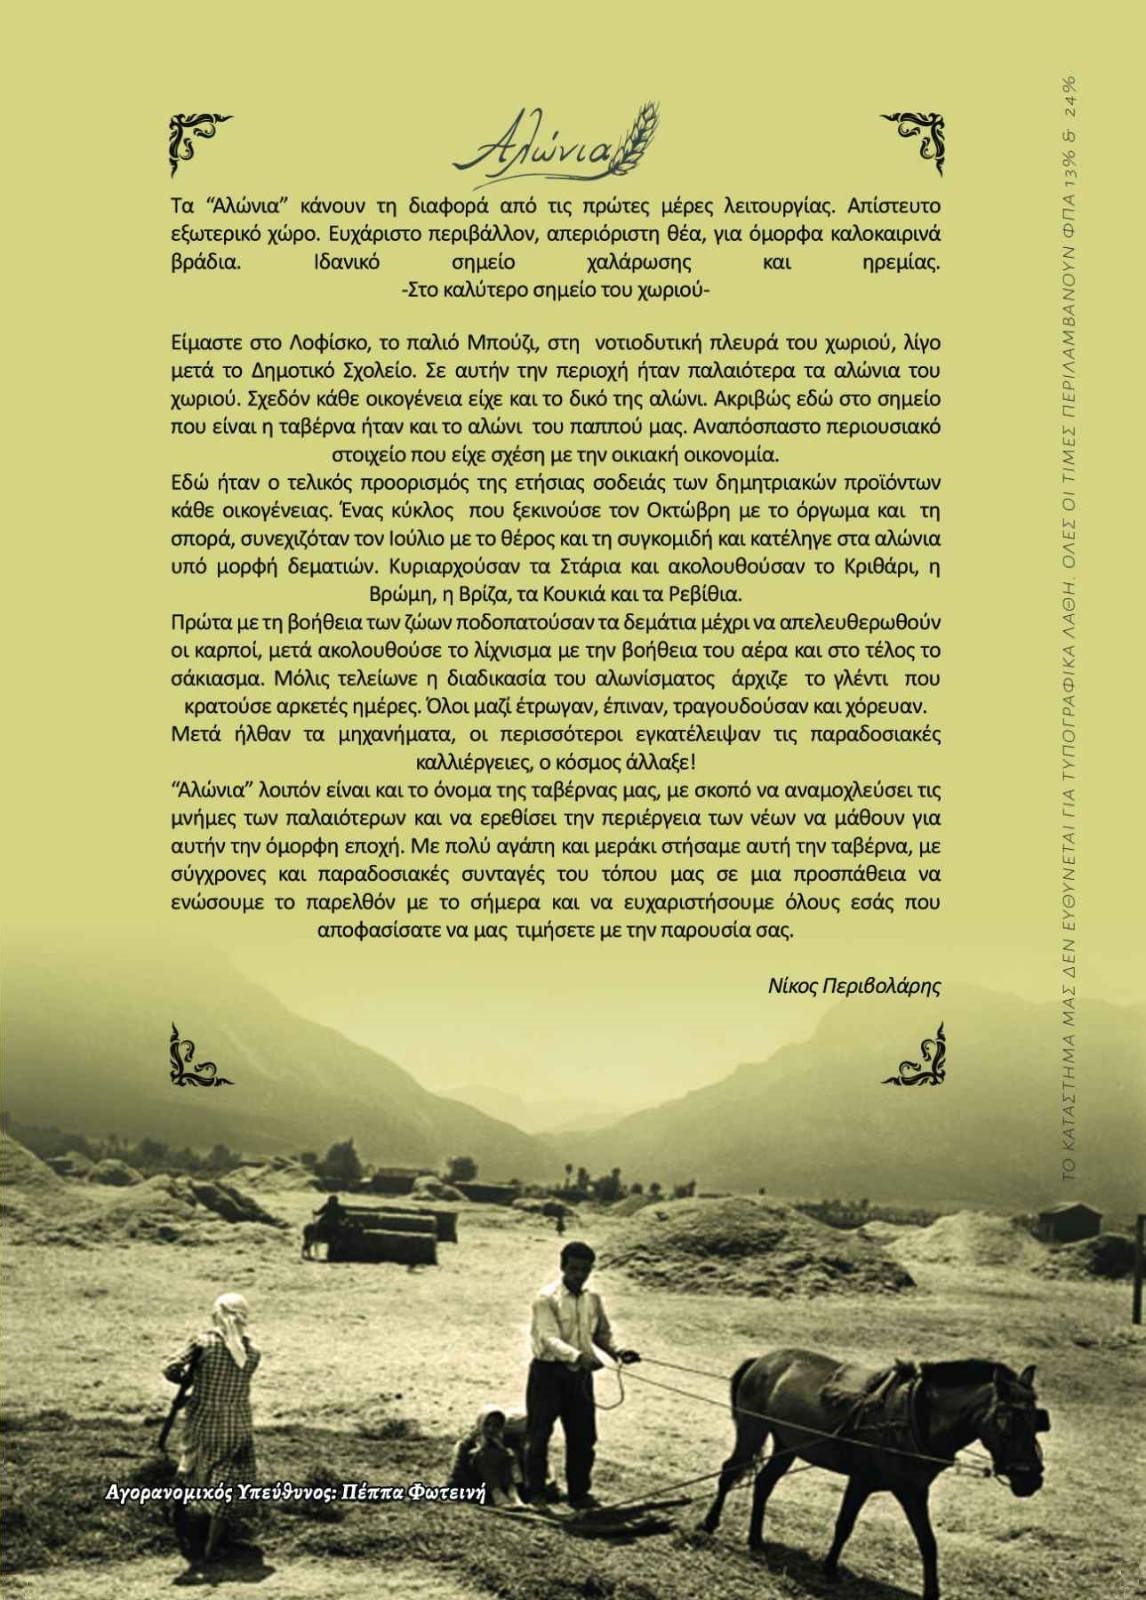 Αλώνια
Τα “Αλώνια” κάνουν τη διαφορά από τις πρώτες μέρες λειτουργίας. Απίστευτο
εξωτερικό χώρο. Ευχάριστο περιβάλλον, απεριόριστη θέα, για όμορφα καλοκαιρινά
βράδια. Ιδανικό σημείο χαλάρωσης και ηρεμίας.
-Στο καλύτερο σημείο του χωριού-
Είμαστε στο Λοφίσκο, το παλιό Μπούζι, στη νοτιοδυτική πλευρά του χωριού, λίγο
μετά το Δημοτικό Σχολείο. Σε αυτήν την περιοχή ήταν παλαιότερα τα αλώνια του
χωριού. Σχεδόν κάθε οικογένεια είχε και το δικό της αλώνι. Ακριβώς εδώ στο σημείο
που είναι η ταβέρνα ήταν και το αλώνι του παππού μας. Αναπόσπαστο περιουσιακό
στοιχείο που είχε σχέση με την οικιακή οικονομία.
Εδώ ήταν ο τελικός προορισμός της ετήσιας σοδειάς των δημητριακών προϊόντων
κάθε οικογένειας. Ένας κύκλος που ξεκινούσε τον Οκτώβρη με το όργωμα και τη
σπορά, συνεχιζόταν τον Ιούλιο με το θέρος και τη συγκομιδή και κατέληγε στα αλώνια
υπό μορφή δεματιών. Κυριαρχούσαν τα Στάρια και ακολουθούσαν το Κριθάρι, η
Βρώμη, η Βρίζα, τα Κουκιά και τα Ρεβίθια.
Πρώτα με τη βοήθεια των ζώων ποδοπατούσαν τα δεμάτια μέχρι να απελευθερωθούν
οι καρποί, μετά ακολουθούσε το λίχνισμα με την βοήθεια του αέρα και στο τέλος το
σάκιασμα. Μόλις τελείωνε η διαδικασία του αλωνίσματος άρχιζε το γλέντι που
κρατούσε αρκετές ημέρες. Όλοι μαζί έτρωγαν, έπιναν, τραγουδούσαν και χόρευαν.
Μετά ήλθαν τα μηχανήματα, οι περισσότεροι εγκατέλειψαν τις παραδοσιακές
καλλιέργειες, ο κόσμος άλλαξε!
“Αλώνια” λοιπόν είναι και το όνομα της ταβέρνας μας, με σκοπό να αναμοχλεύσει τις
μνήμες των παλαιότερων και να ερεθίσει την περιέργεια των νέων να μάθουν για
αυτήν την όμορφη εποχή. Με πολύ αγάπη και μεράκι στήσαμε αυτή την ταβέρνα, με
σύγχρονες και παραδοσιακές συνταγές του τόπου μας σε μια προσπάθεια να
ενώσουμε το παρελθόν με το σήμερα και να ευχαριστήσουμε όλους εσάς που
αποφασίσατε να μας τιμήσετε με την παρουσία σας.
Νίκος Περιβολάρης
Αγορανομικός Υπεύθυνος: Πέππα Φωτεινή
ΤΟ ΚΑΤΑΣΤΗΜΑ ΜΑΣ ΔΕΝ ΕΥΘΥΝΕΤΑΙ ΓΙΑ ΤΥΠΟΓΡΑΦΙΚΑ ΛΑΘΗ. ΟΛΕΣ ΟΙ ΤΙΜΕΣ ΠΕΡΙΛΑΜΒΑΝΟΥΝ ΦΠΑ 13% & 24%